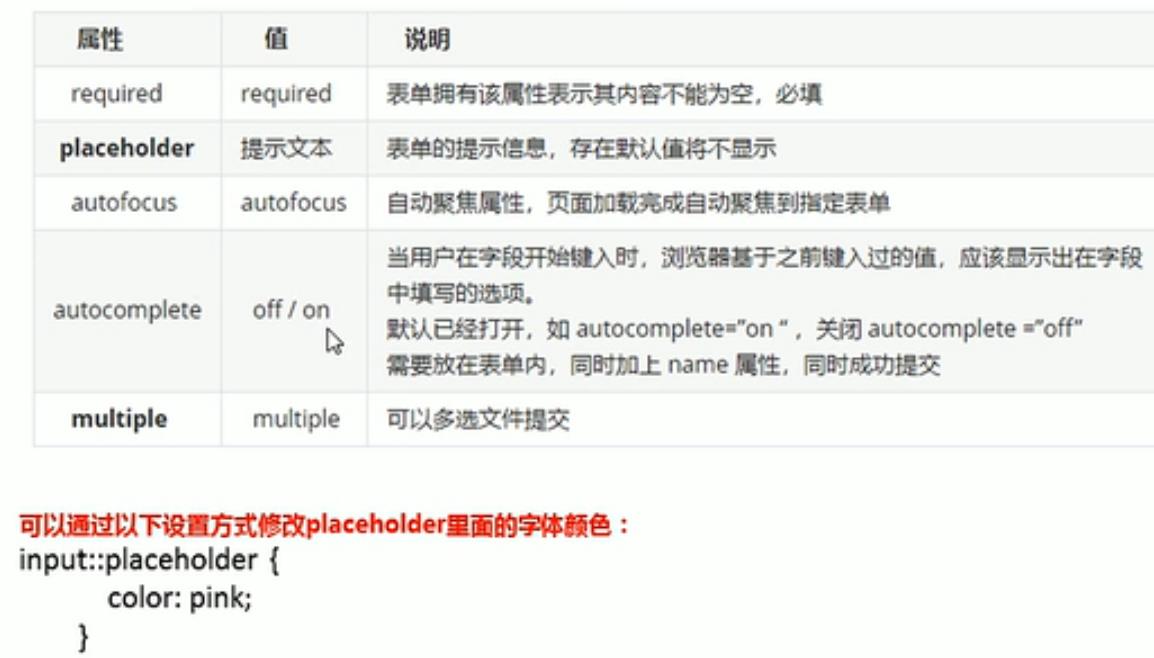 属性 值 说明
required required 表单拥有该属性表示其内容不能为空，必填
placeholder 提示文本 表单的提示信息，存在默认值将不显示
autofocus autofocus 自动聚焦属性，页面加载完成自动聚焦到指定表单
autocomplete off / on 当用户在字段开始键入时，浏览器基于之前键入过的值，应该显示出在字段
中填写的选项。
默认已经打开，如 autocomplete=”on “ ，关闭 autocomplete =”off”
需要放在表单内，同时加上 name 属性，同时成功提交
multiple multiple 可以多选文件提交
可以通过以下设置方式修改placeholder里面的字体颜色：
input::placeholder {
color: pink;
}